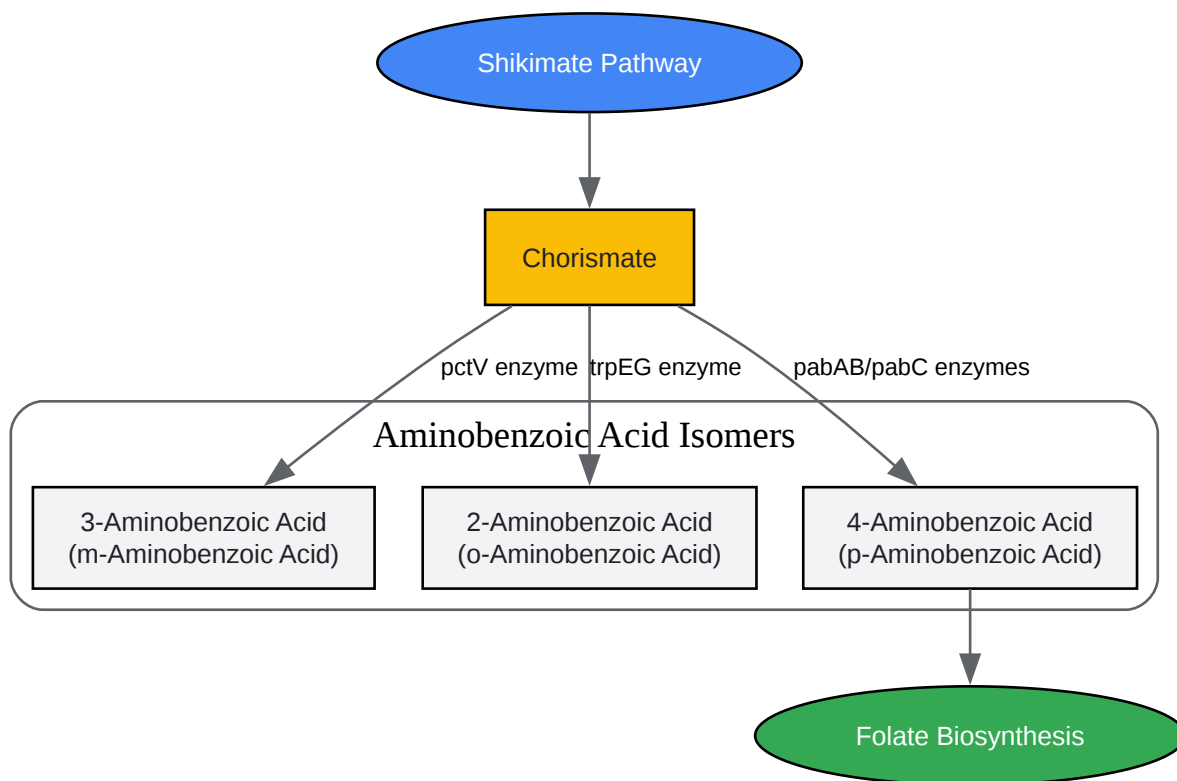 Shikimate Pathway
Chorismate
pctV enzyme
trpEG enzyme
pabAB/pabC enzymes
Aminobenzoic Acid Isomers
3-Aminobenzoic Acid
(m-Aminobenzoic Acid)
2-Aminobenzoic Acid
(o-Aminobenzoic Acid)
4-Aminobenzoic Acid
(p-Aminobenzoic Acid)
Folate Biosynthesis